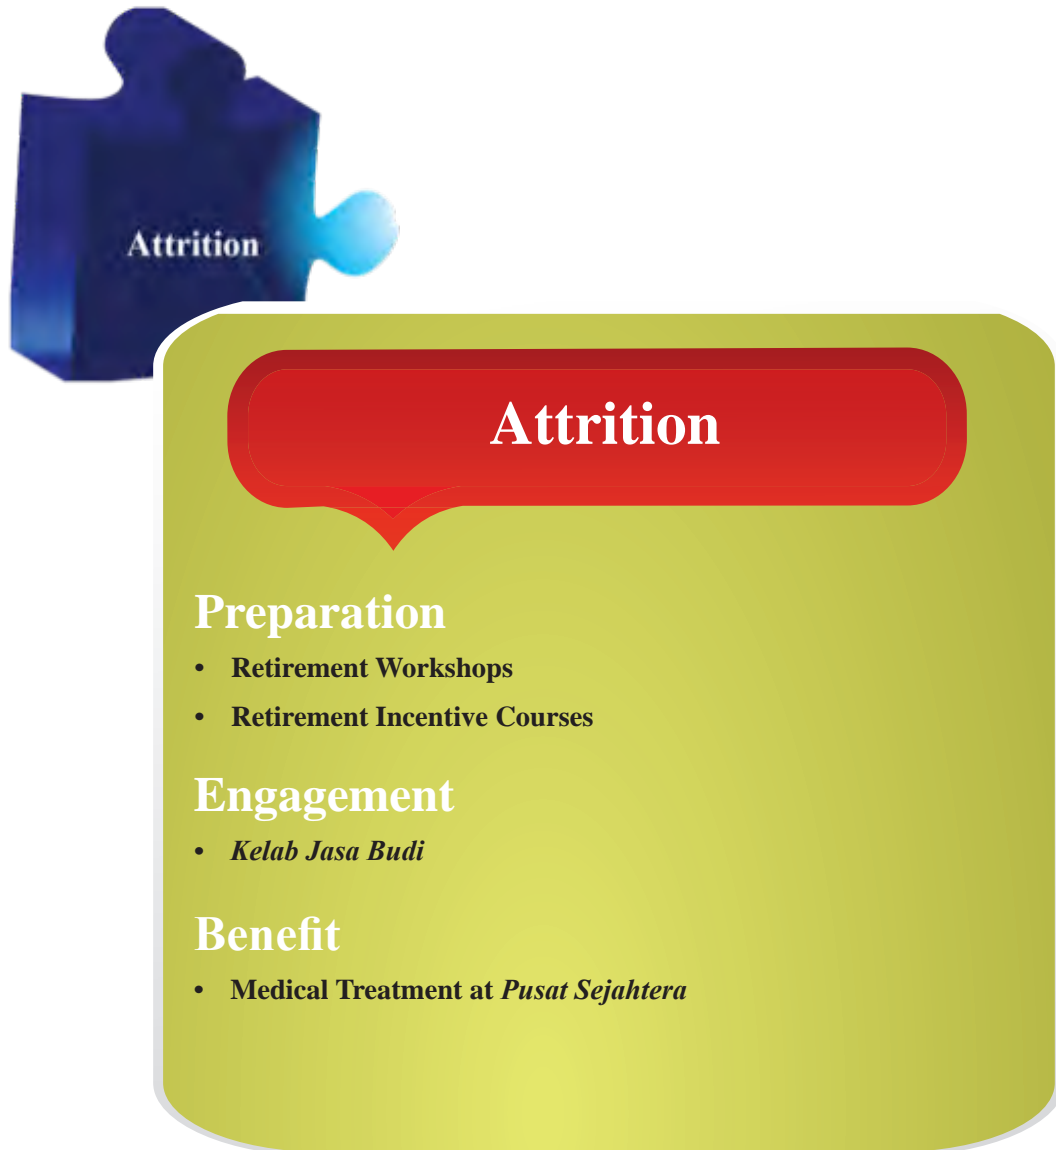 Attrition
Attrition
Preparation
• Retirement Workshops
• Retirement Incentive Courses
Engagement
• Kelab Jasa Budi
Benefit
• Medical Treatment at Pusat Sejahtera